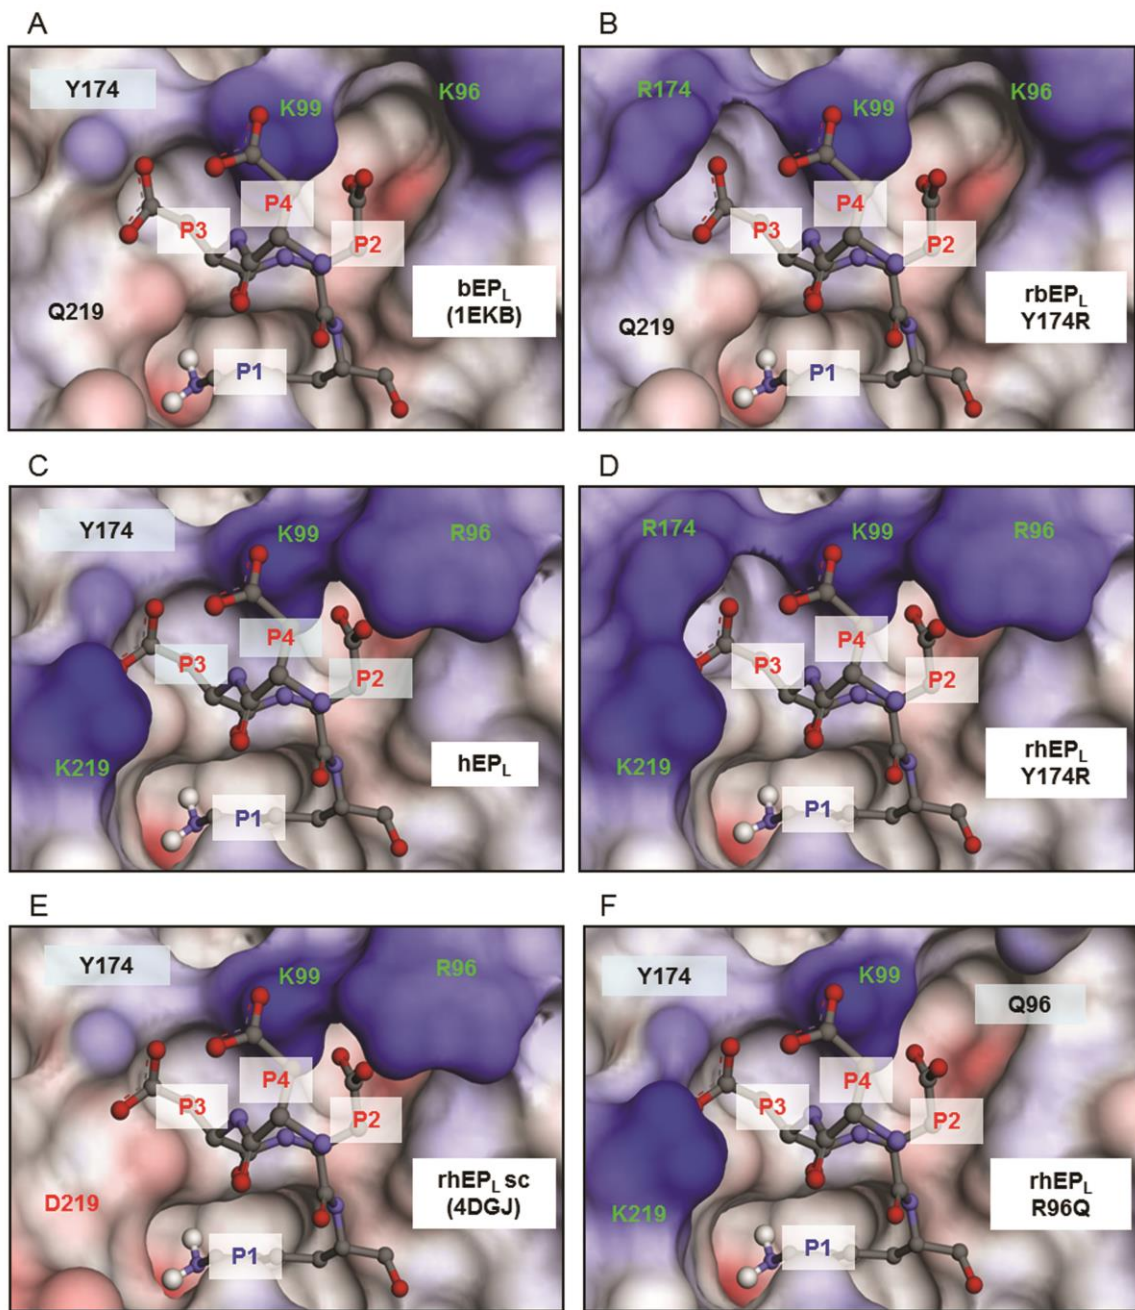 A
Y174
K99
K96
P4
P3
P2
Q219
bEPL
(1EKB)
P1
B
R174
K99
K96
P4
P3
P2
Q219
rbEPL
Y174R
P1
C
Y174
K99
R96
P4
P3
P2
K219
hEPL
P1
D
R174
K99
R96
P4
P3
P2
K219
rhEPL
Y174R
P1
E
Y174
K99
R96
P4
P3
P2
D219
rhEPL sc
(4DGJ)
P1
F
Y174
K99
Q96
P4
P3
P2
K219
rhEPL
R96Q
P1